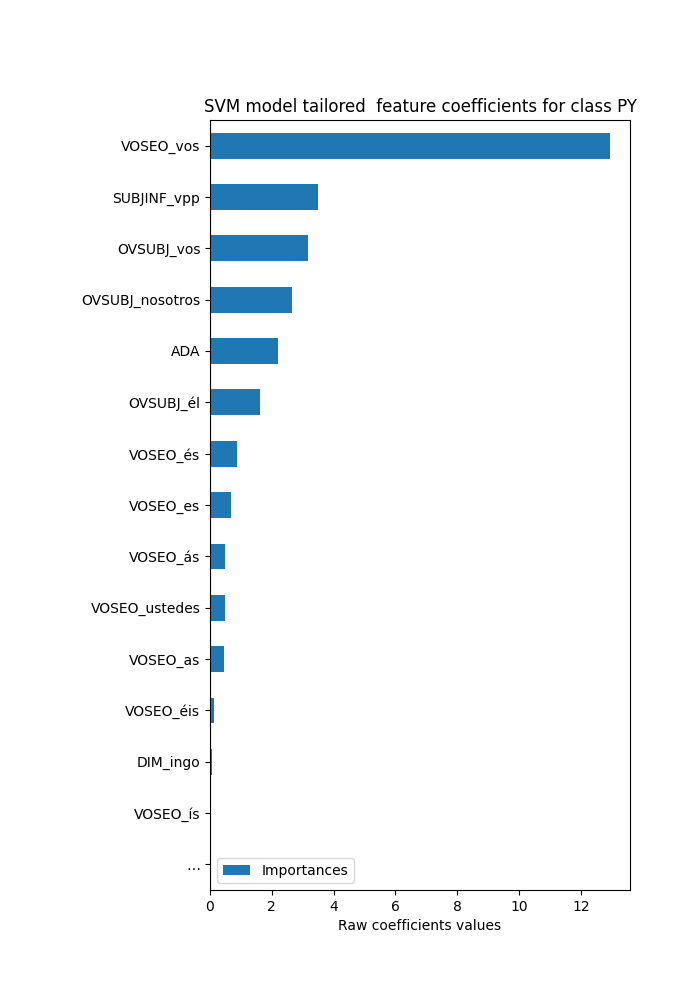 SVM model tailored  feature coefficients for class PY
VOSEO_vos
SUBJINF_vpp
OVSUBJ_vos
OVSUBJ_nosotros
ADA
OVSUBJ_él
VOSEO_és
VOSEO_es
VOSEO_ás
VOSEO_ustedes
VOSEO_as
VOSEO_éis
DIM_ingo
VOSEO_ís
...
Importances
0 2 4 6 8 10 12
Raw coefficients values